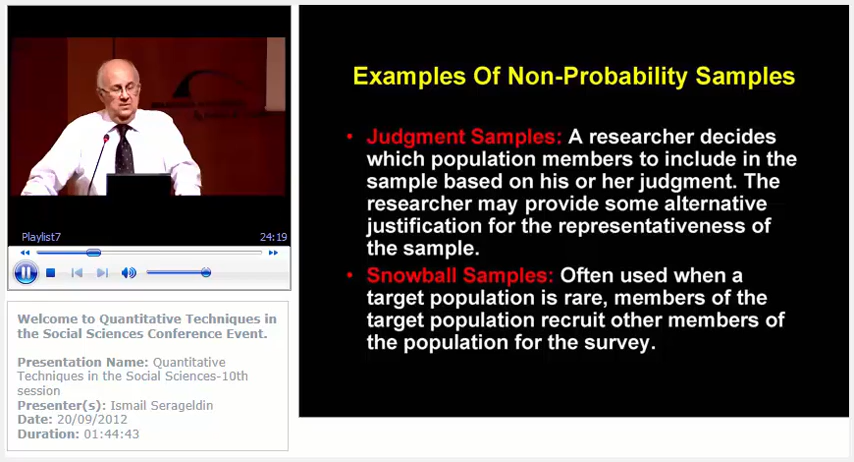 Playlist7 24:19
Welcome to Quantitative Techniques in
the Social Sciences Conference Event.
Presentation Name: Quantitative
Techniques in the Social Sciences-10th
session
Presenter(s): Ismail Serageldin
Date: 20/09/2012
Duration: 01:44:43
Examples Of Non-Probability Samples
• Judgment Samples: A researcher decides
which population members to include in the
sample based on his or her judgment. The
researcher may provide some alternative
justification for the representativeness of
the sample.
• Snowball Samples: Often used when a
target population is rare, members of the
target population recruit other members of
the population for the survey.